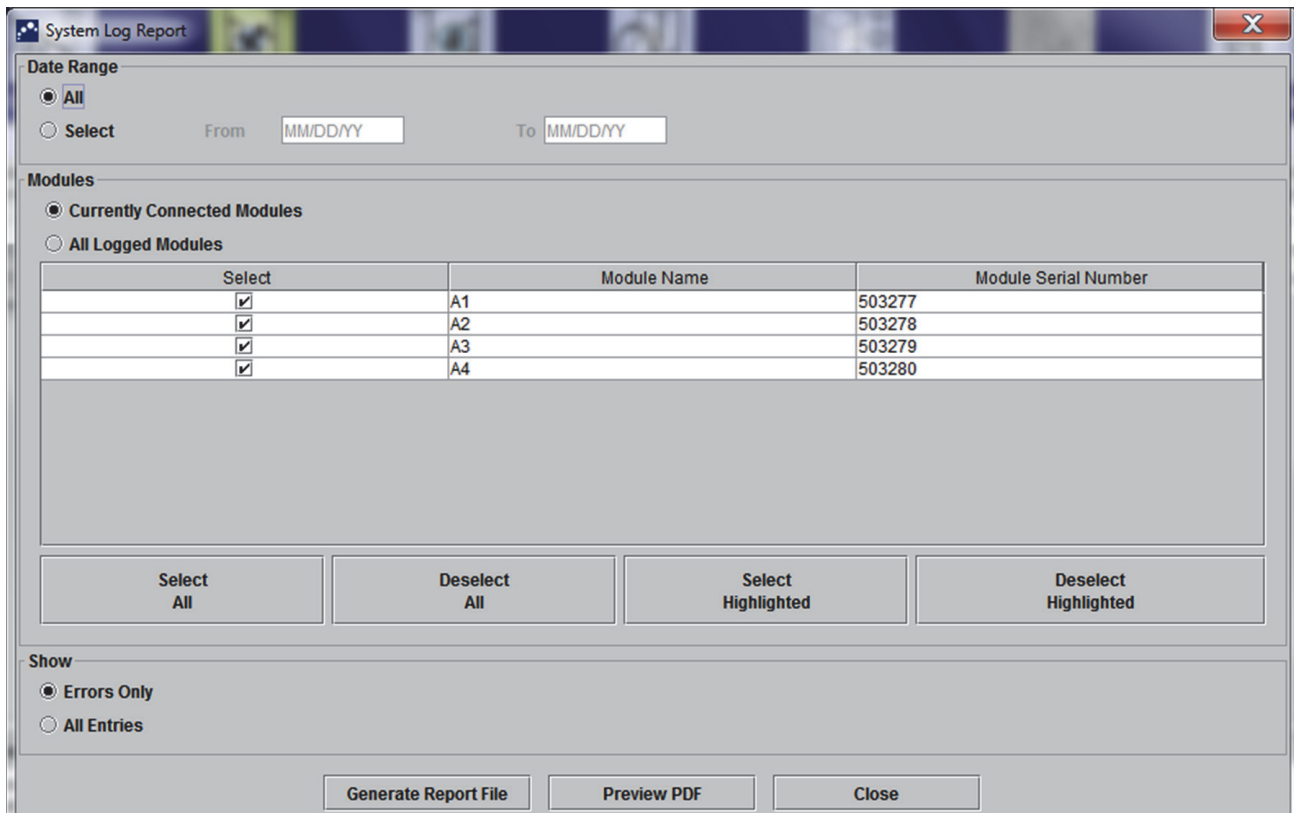 System Log Report
Date Range
All
Select From MM/DD/YY To MM/DD/YY
Modules
Currently Connected Modules
All Logged Modules
Select Module Name Module Serial Number
A1 503277
A2 503278
A3 503279
A4 503280
Select All Deselect All Select Highlighted Deselect Highlighted
Show
Errors Only
All Entries
Generate Report File Preview PDF Close